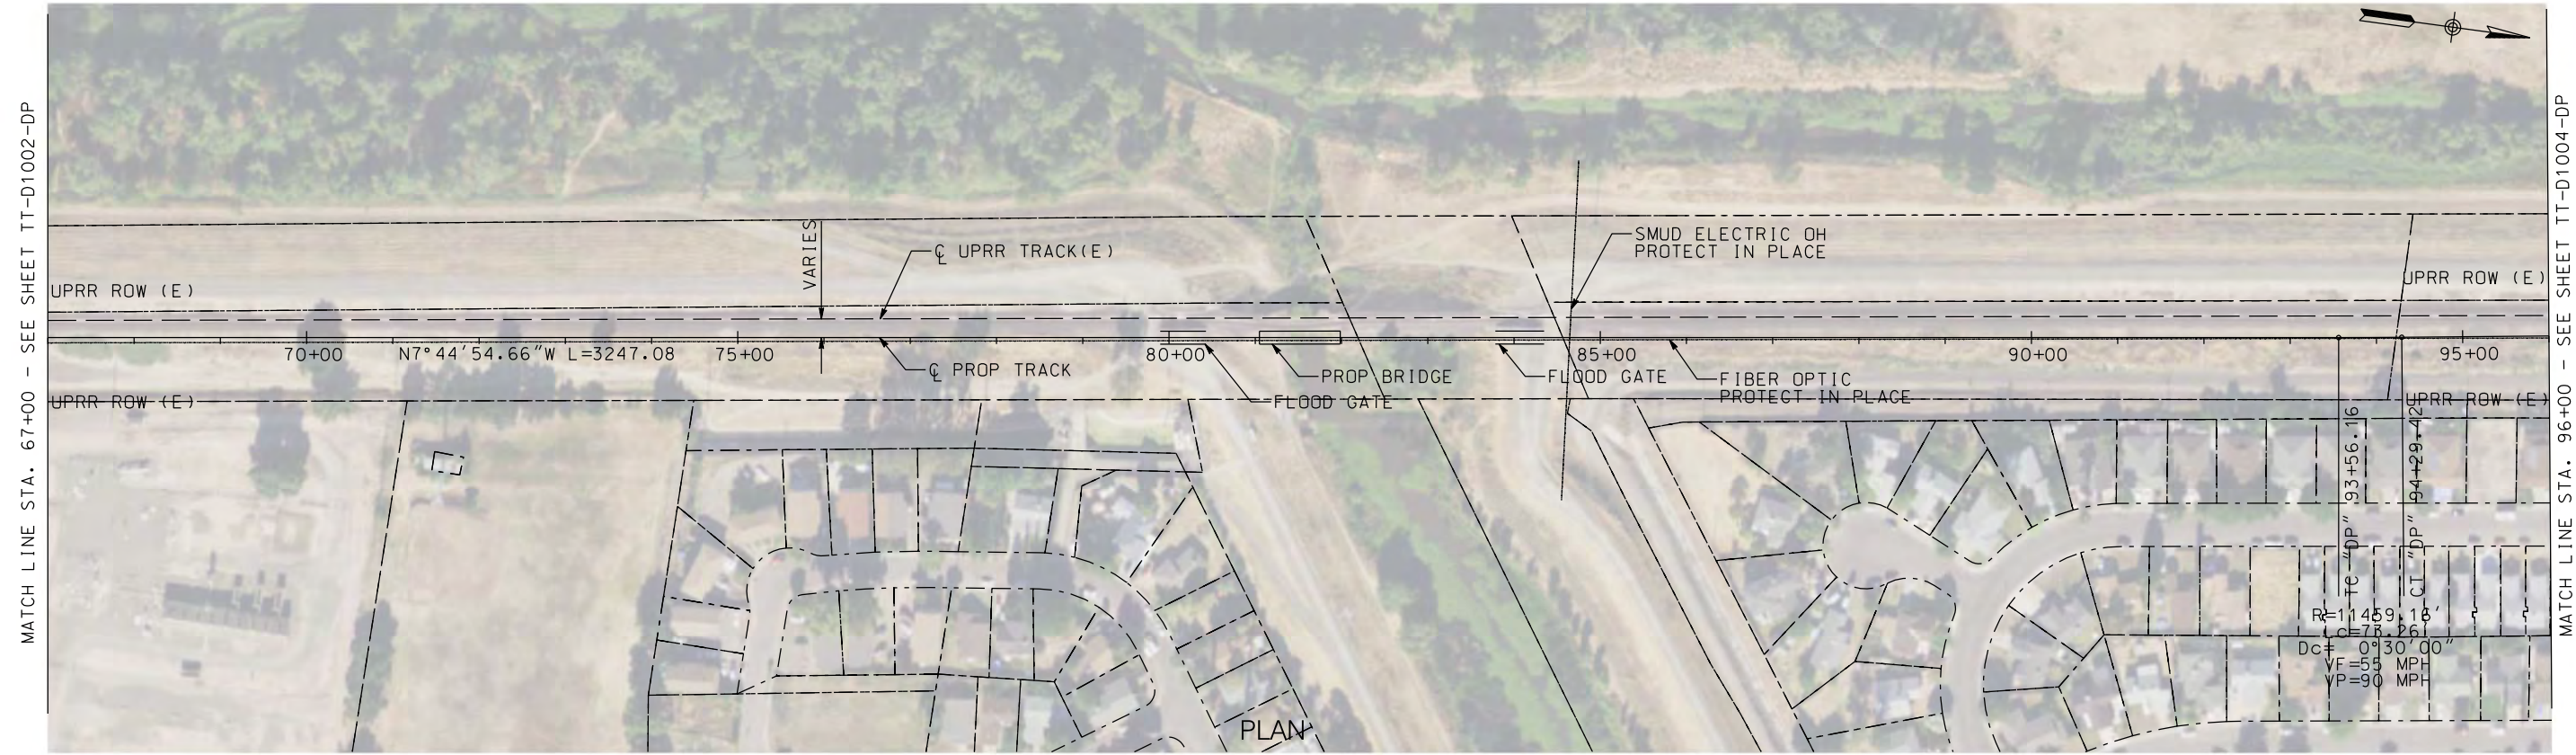 MATCH LINE STA. 67+00 - SEE SHEET TT-D1002-DP
VARIES
℄ UPRR TRACK(E)
SMUD ELECTRIC OH
PROTECT IN PLACE
UPRR ROW (E)
UPRR ROW (E)
70+00
N7°44'54.66"W L=3247.08
75+00
80+00
85+00
90+00
95+00
℄ PROP TRACK
PROP BRIDGE
FLOOD GATE
FIBER OPTIC
PROTECT IN PLACE
UPRR ROW (E)
FLOOD GATE
UPRR ROW (E)
TC "DP" 93+56.16
CT "DP" 94+29.42
R=11459.16'
Lc=73.26'
Dc= 0°30'00"
VF=55 MPH
VP=90 MPH
PLAN
MATCH LINE STA. 96+00 - SEE SHEET TT-D1004-DP